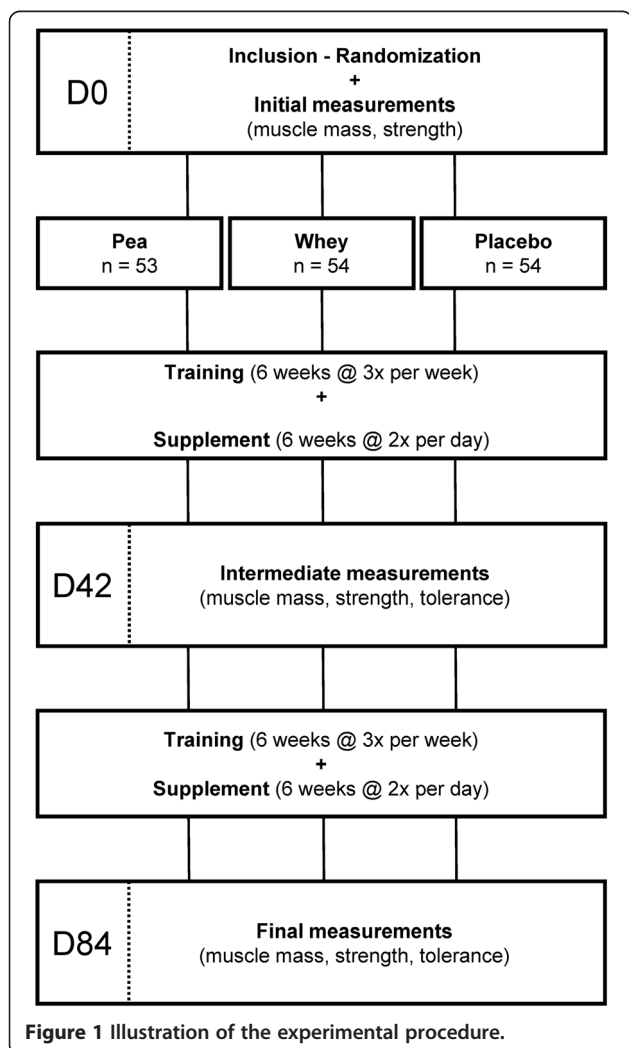 D0
Inclusion - Randomization
+
Initial measurements
(muscle mass, strength)
Pea
n = 53
Whey
n = 54
Placebo
n = 54
Training (6 weeks @ 3x per week)
+
Supplement (6 weeks @ 2x per day)
D42
Intermediate measurements
(muscle mass, strength, tolerance)
Training (6 weeks @ 3x per week)
+
Supplement (6 weeks @ 2x per day)
D84
Final measurements
(muscle mass, strength, tolerance)
Figure 1 Illustration of the experimental procedure.